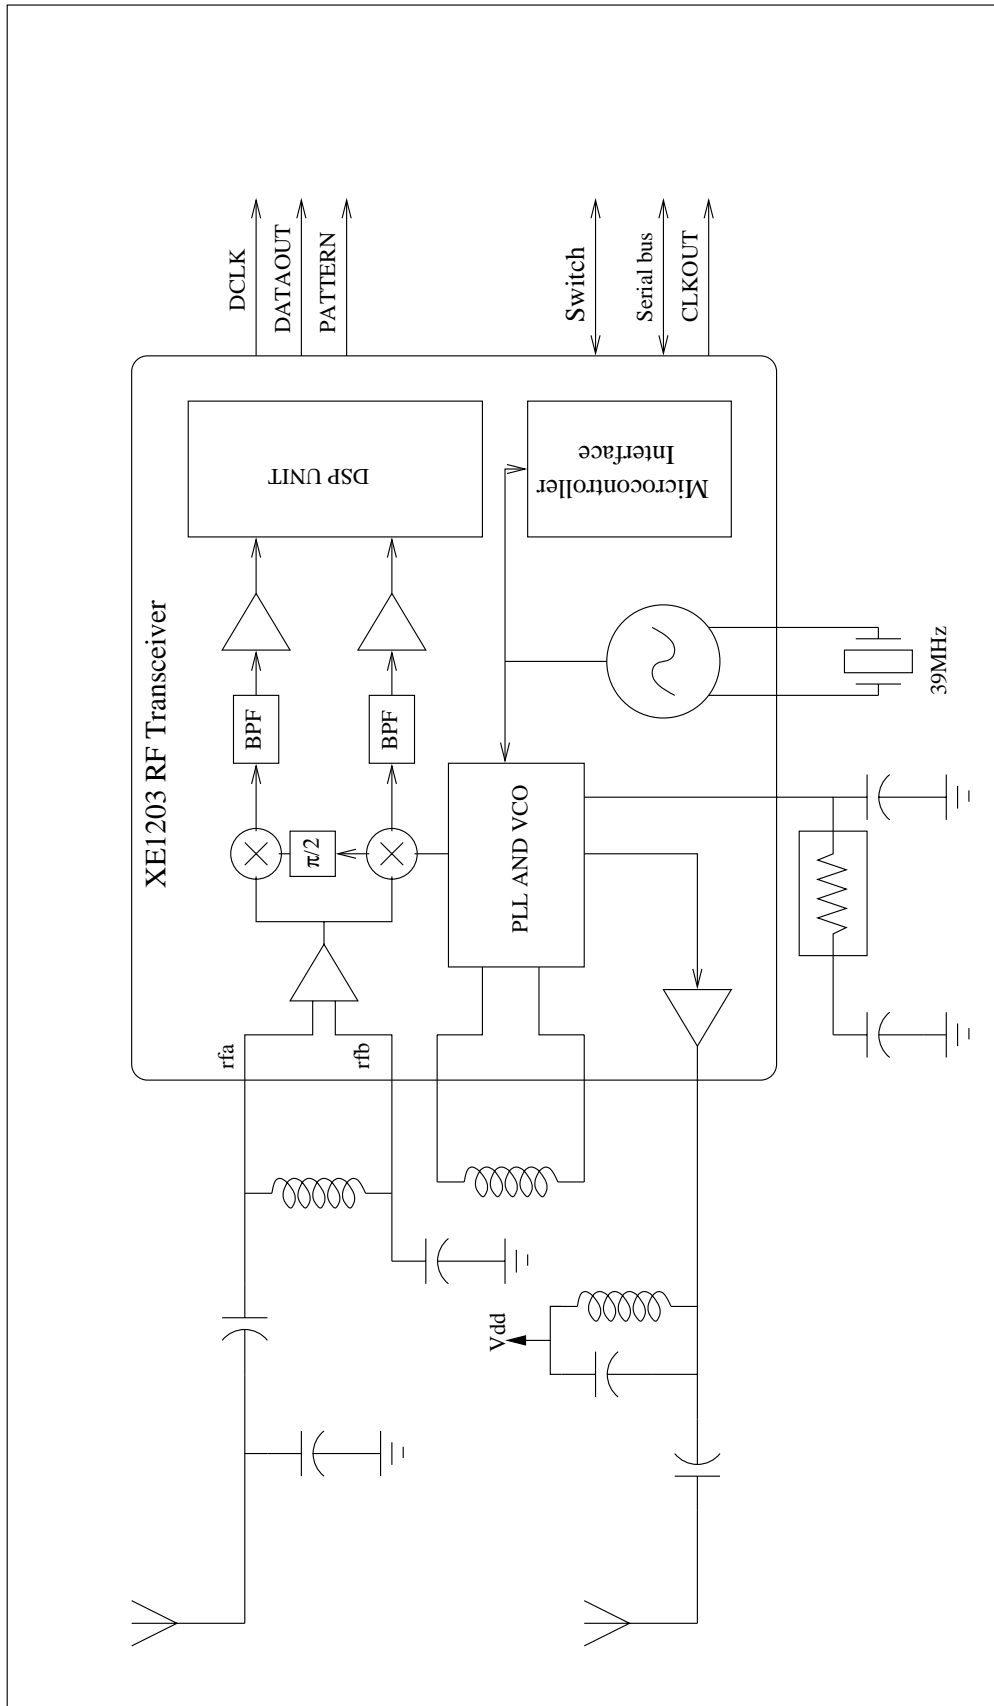 XE1203 RF Transceiver
DCLK
DATAOUT
PATTERN
Switch
Serial bus
CLKOUT
DSP UNIT
Microcontroller
Interface
BPF
BPF
π/2
PLL AND VCO
rfa
rfb
39MHz
Vdd